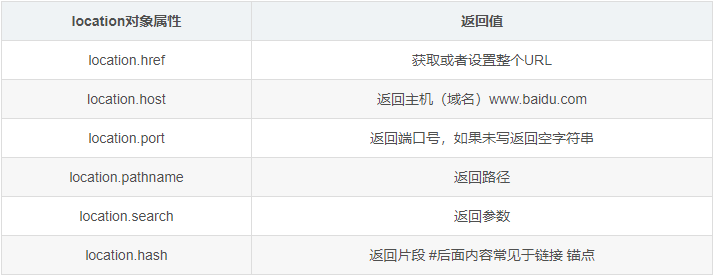 location对象属性 返回值
location.href 获取或者设置整个URL
location.host 返回主机（域名）www.baidu.com
location.port 返回端口号，如果未写返回空字符串
location.pathname 返回路径
location.search 返回参数
location.hash 返回片段 #后面内容常见于链接 锚点